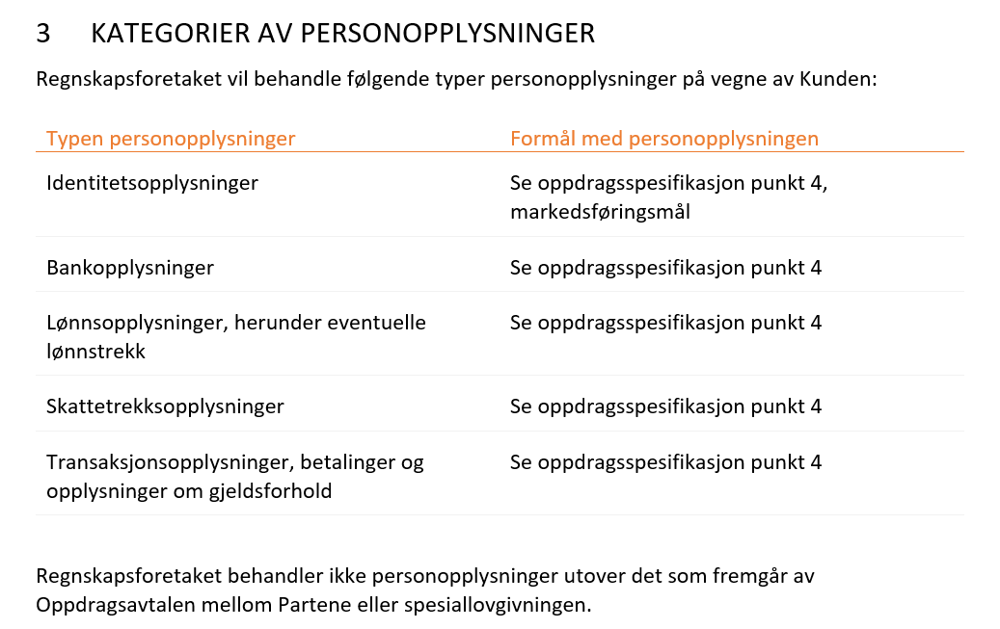 3 KATEGORIER AV PERSONOPPLYSNINGER
Regnskapsforetaket vil behandle følgende typer personopplysninger på vegne av Kunden:
Typen personopplysninger Formål med personopplysningen
Identitetsopplysninger Se oppdragsspesifikasjon punkt 4,
markedsføringsmål
Bankopplysninger Se oppdragsspesifikasjon punkt 4
Lønnsopplysninger, herunder eventuelle Se oppdragsspesifikasjon punkt 4
lønnstrekk
Skattetrekksopplysninger Se oppdragsspesifikasjon punkt 4
Transaksjonsopplysninger, betalinger og Se oppdragsspesifikasjon punkt 4
opplysninger om gjeldsforhold
Regnskapsforetaket behandler ikke personopplysninger utover det som fremgår av
Oppdragsavtalen mellom Partene eller spesiallovgivningen.